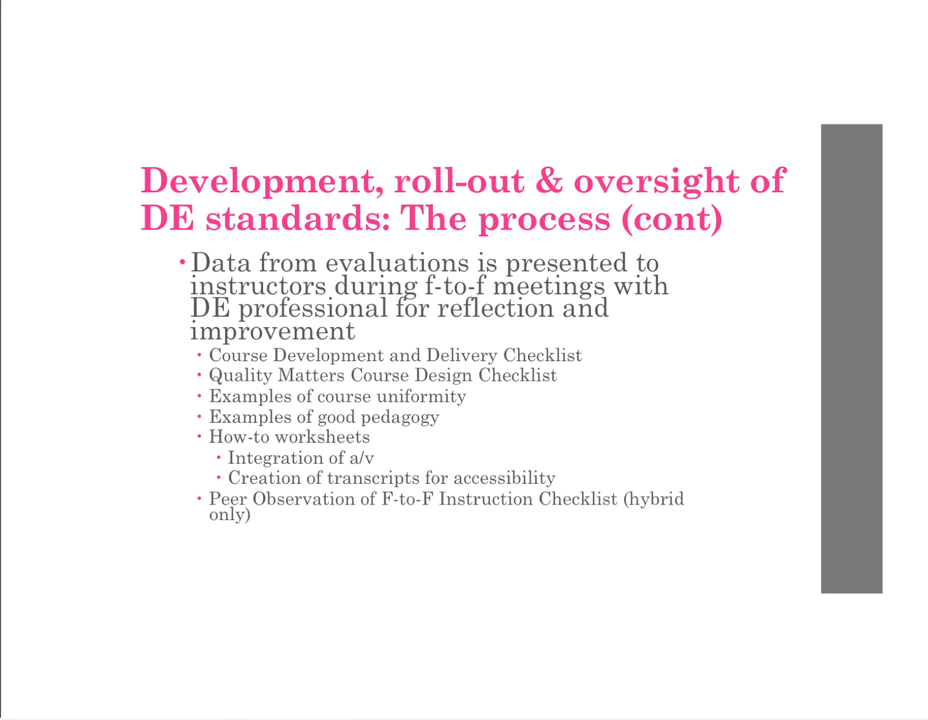 Development, roll-out & oversight of
DE standards: The process (cont)
• Data from evaluations is presented to
instructors during f-to-f meetings with
DE professional for reflection and
improvement
• Course Development and Delivery Checklist
• Quality Matters Course Design Checklist
• Examples of course uniformity
• Examples of good pedagogy
• How-to worksheets
• Integration of a/v
• Creation of transcripts for accessibility
• Peer Observation of F-to-F Instruction Checklist (hybrid
only)